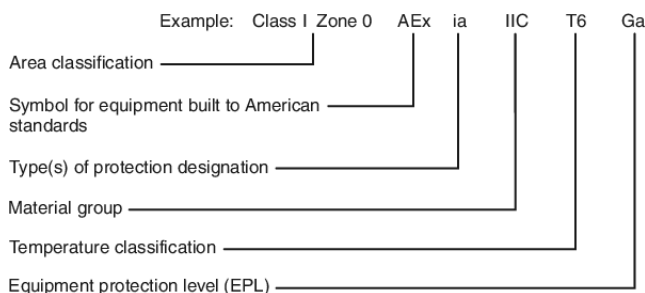 Example: Class I Zone 0 AEx ia IIC T6 Ga
Area classification
Symbol for equipment built to American
standards
Type(s) of protection designation
Material group
Temperature classification
Equipment protection level (EPL)